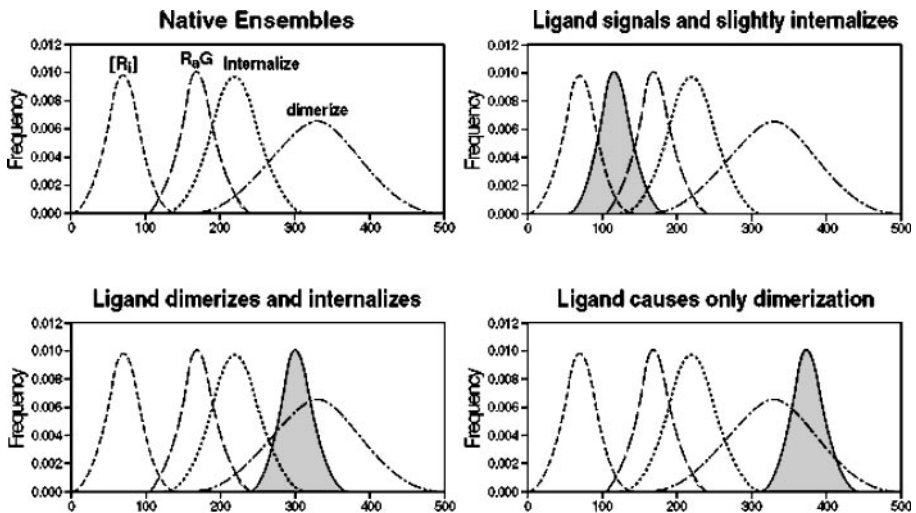 Native Ensembles
Frequency
0.012
0.010
0.008
0.006
0.004
0.002
0.000
[Ri]
RaG
Internalize
dimerize
0 100 200 300 400 500
Ligand signals and slightly internalizes
Frequency
0.012
0.010
0.008
0.006
0.004
0.002
0.000
0 100 200 300 400 500
Ligand dimerizes and internalizes
Frequency
0.012
0.010
0.008
0.006
0.004
0.002
0.000
0 100 200 300 400 500
Ligand causes only dimerization
Frequency
0.012
0.010
0.008
0.006
0.004
0.002
0.000
0 100 200 300 400 500